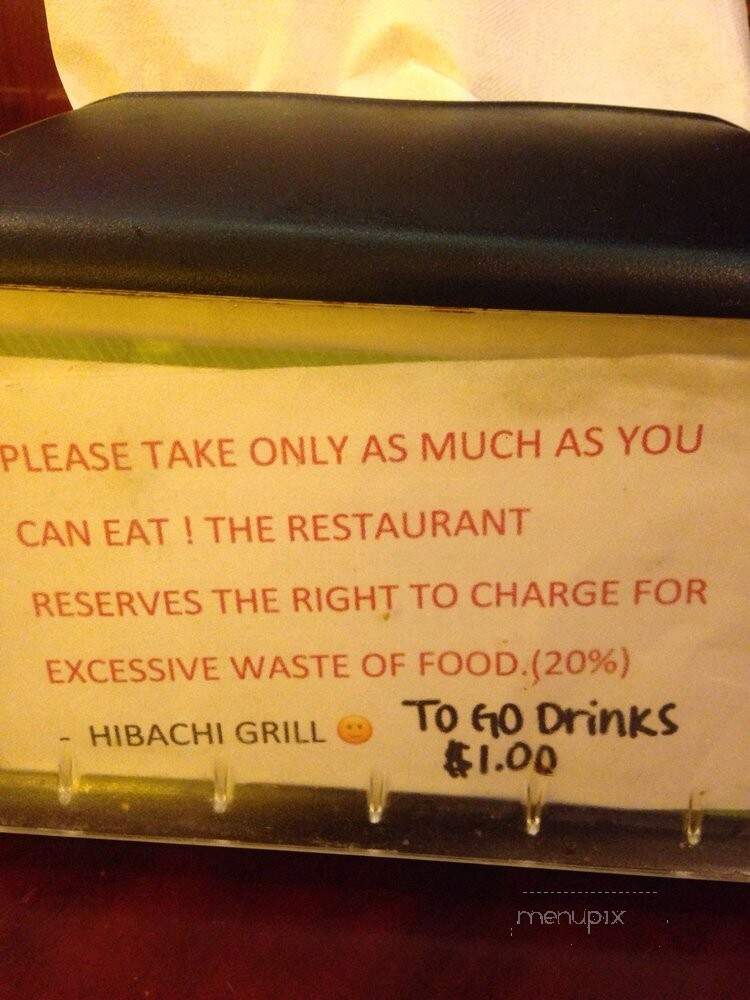 PLEASE TAKE ONLY AS MUCH AS YOU
CAN EAT ! THE RESTAURANT
RESERVES THE RIGHT TO CHARGE FOR
EXCESSIVE WASTE OF FOOD.(20%)
- HIBACHI GRILL 🙂 TO GO DrinKS
$1.00
menupix